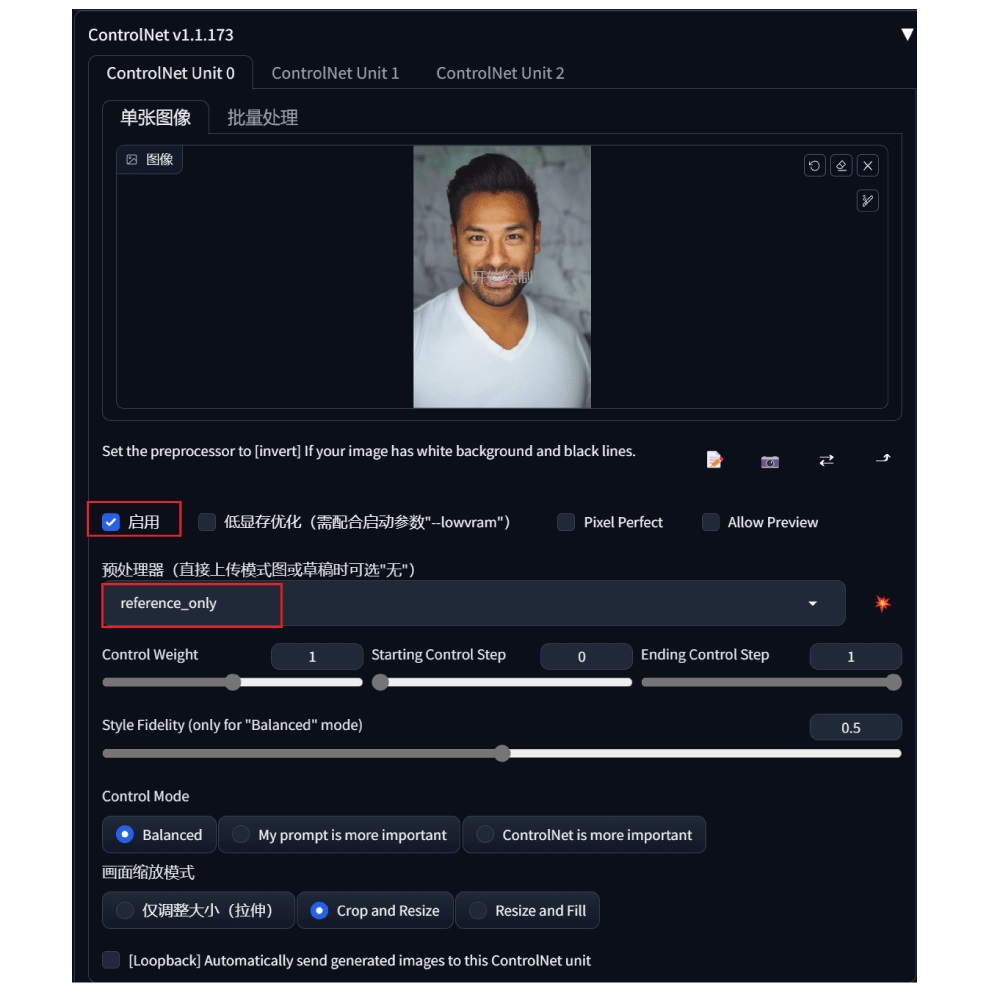 ControlNet v1.1.173
ControlNet Unit 0 ControlNet Unit 1 ControlNet Unit 2
单张图像 批量处理
图像
开始绘制
Set the preprocessor to [invert] If your image has white background and black lines.
启用 低显存优化（需配合启动参数"--lowvram"） Pixel Perfect Allow Preview
预处理器（直接上传模式图或草稿时可选"无"）
reference_only
Control Weight 1 Starting Control Step 0 Ending Control Step 1
Style Fidelity (only for "Balanced" mode) 0.5
Control Mode
Balanced My prompt is more important ControlNet is more important
画面缩放模式
仅调整大小（拉伸） Crop and Resize Resize and Fill
[Loopback] Automatically send generated images to this ControlNet unit